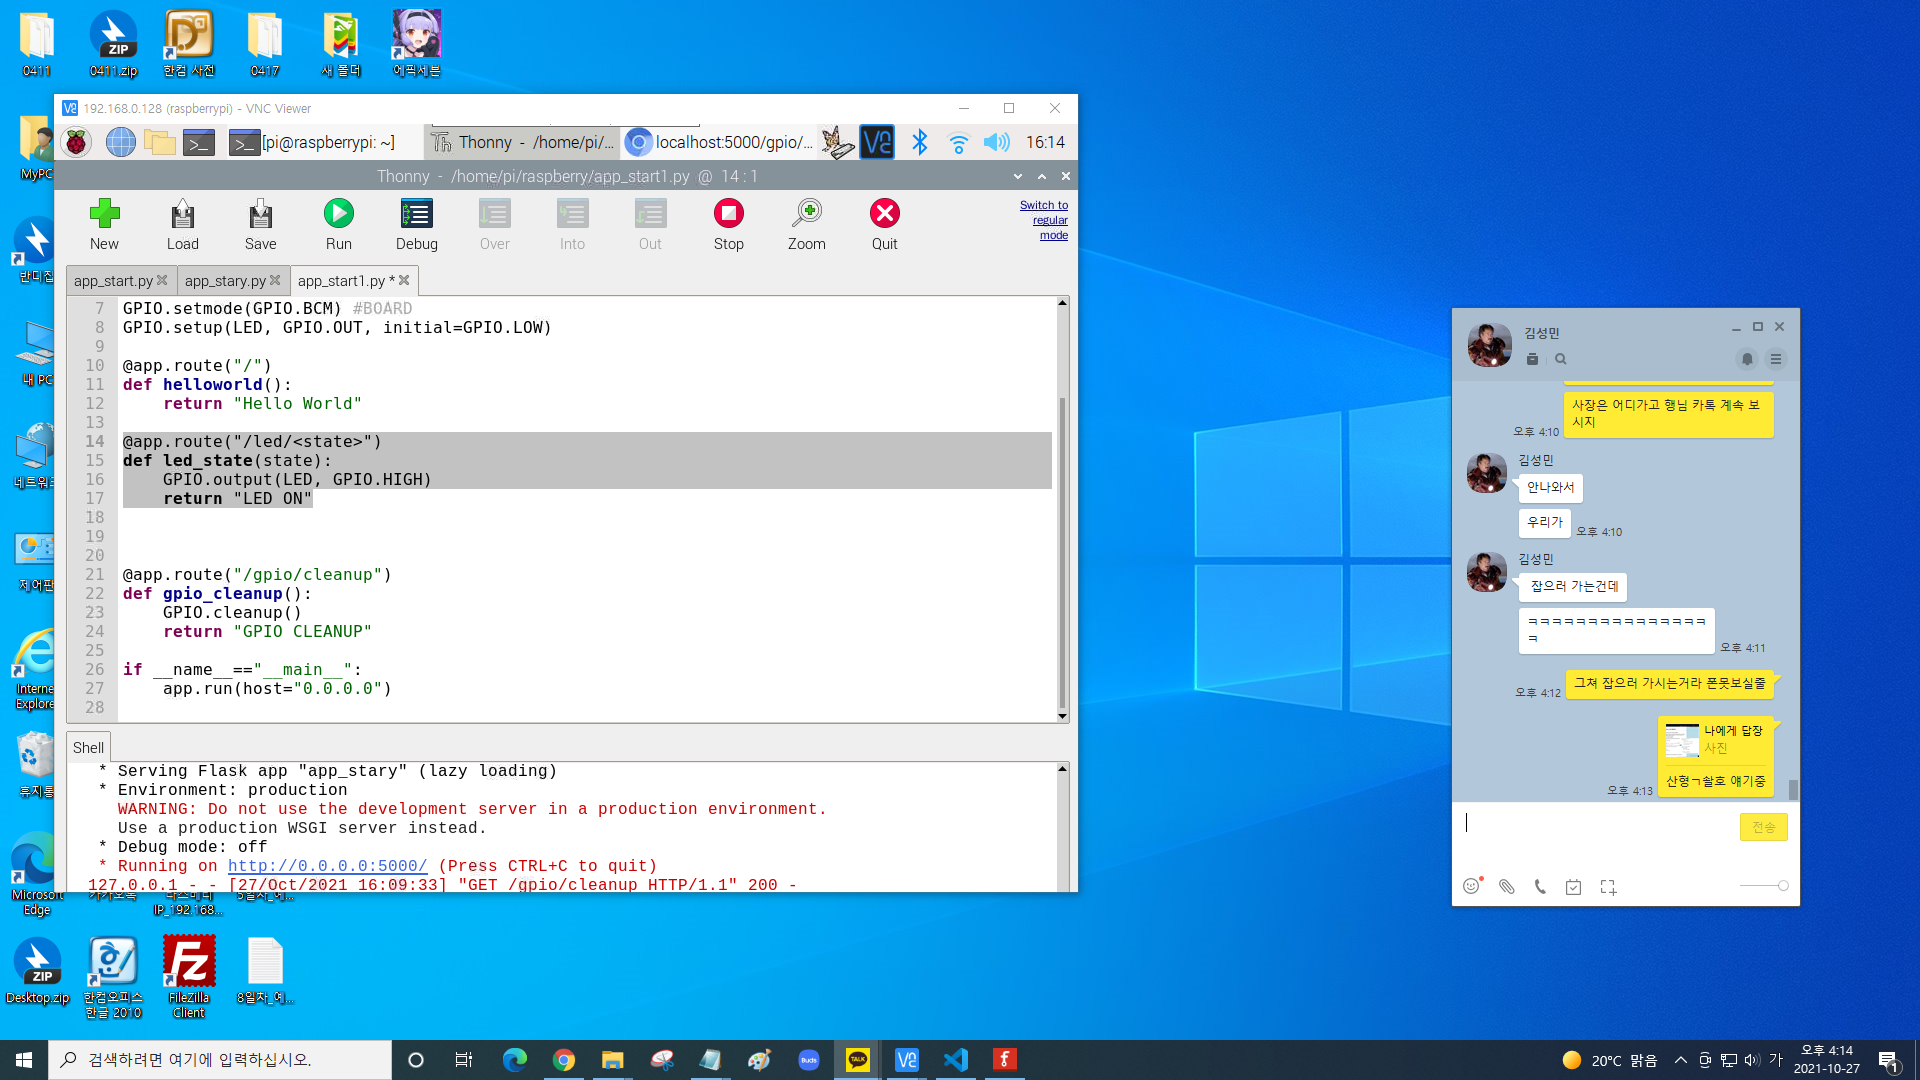 0411
0411.zip
한컴 사전
0417
새 폴더
에픽세븐
MyPC
반디집
내 PC
네트워크
제어판
Internet
Explorer
휴지통
Microsoft
Edge
IP_192.168...
Desktop.zip
한컴오피스
한글 2010
FileZilla
Client
8일차_예...
192.168.0.128 (raspberrypi) - VNC Viewer
[pi@raspberrypi: ~]
Thonny - /home/pi/...
localhost:5000/gpio/...
16:14
Thonny - /home/pi/raspberry/app_start1.py @ 14 : 1
New
Load
Save
Run
Debug
Over
Into
Out
Stop
Zoom
Quit
Switch to
regular
mode
app_start.py
app_stary.py
app_start1.py *
7 GPIO.setmode(GPIO.BCM) #BOARD
8 GPIO.setup(LED, GPIO.OUT, initial=GPIO.LOW)
9
10 @app.route("/")
11 def helloworld():
12     return "Hello World"
13
14 @app.route("/led/<state>")
15 def led_state(state):
16     GPIO.output(LED, GPIO.HIGH)
17     return "LED ON"
18
19
20
21 @app.route("/gpio/cleanup")
22 def gpio_cleanup():
23     GPIO.cleanup()
24     return "GPIO CLEANUP"
25
26 if __name__=="__main__":
27     app.run(host="0.0.0.0")
28
Shell
* Serving Flask app "app_stary" (lazy loading)
* Environment: production
WARNING: Do not use the development server in a production environment.
Use a production WSGI server instead.
* Debug mode: off
* Running on http://0.0.0.0:5000/ (Press CTRL+C to quit)
127.0.0.1 - - [27/Oct/2021 16:09:33] "GET /gpio/cleanup HTTP/1.1" 200 -
김성민
사장은 어디가고 행님 카톡 계속 보
시지
오후 4:10
김성민
안나와서
우리가
오후 4:10
김성민
잡으러 가는건데
ㅋㅋㅋㅋㅋㅋㅋㅋㅋㅋㅋㅋㅋㅋㅋ
ㅋ
오후 4:11
그쳐 잡으러 가시는거라 폰못보실줄
오후 4:12
나에게 답장
사진
산형ㄱ솰호 얘기중
오후 4:13
전송
검색하려면 여기에 입력하십시오.
Buds
TALK
20°C 맑음
가
오후 4:14
2021-10-27
1